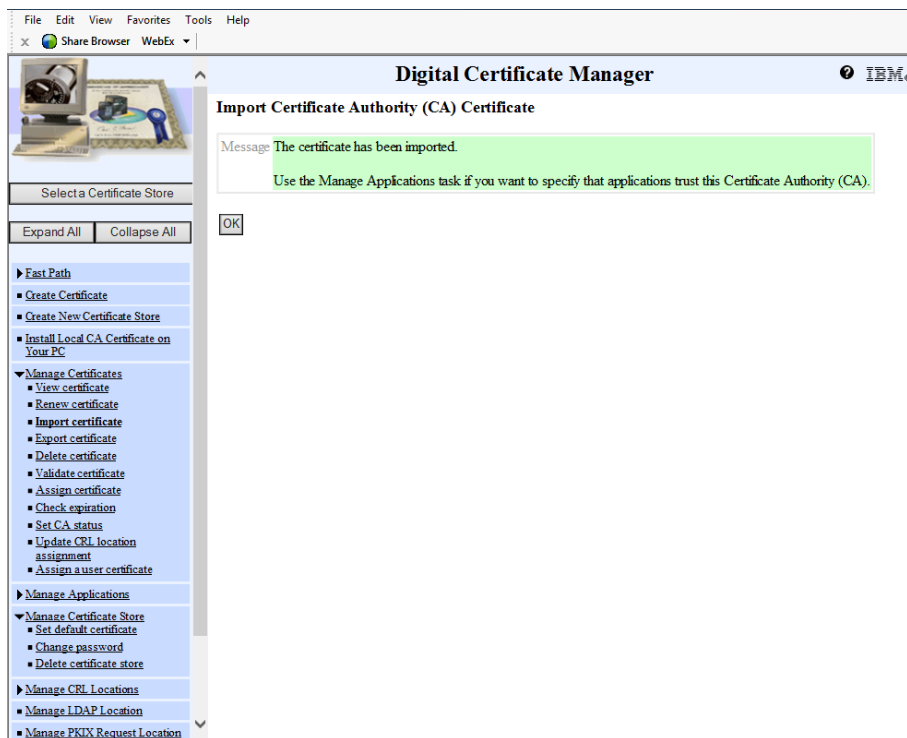 File Edit View Favorites Tools Help
x Share Browser WebEx
Digital Certificate Manager
IBM
Import Certificate Authority (CA) Certificate
Message The certificate has been imported.
Use the Manage Applications task if you want to specify that applications trust this Certificate Authority (CA).
OK
Select a Certificate Store
Expand All Collapse All
Fast Path
Create Certificate
Create New Certificate Store
Install Local CA Certificate on
Your PC
Manage Certificates
View certificate
Renew certificate
Import certificate
Export certificate
Delete certificate
Validate certificate
Assign certificate
Check expiration
Set CA status
Update CRL location
assignment
Assign a user certificate
Manage Applications
Manage Certificate Store
Set default certificate
Change password
Delete certificate store
Manage CRL Locations
Manage LDAP Location
Manage PKIX Request Location